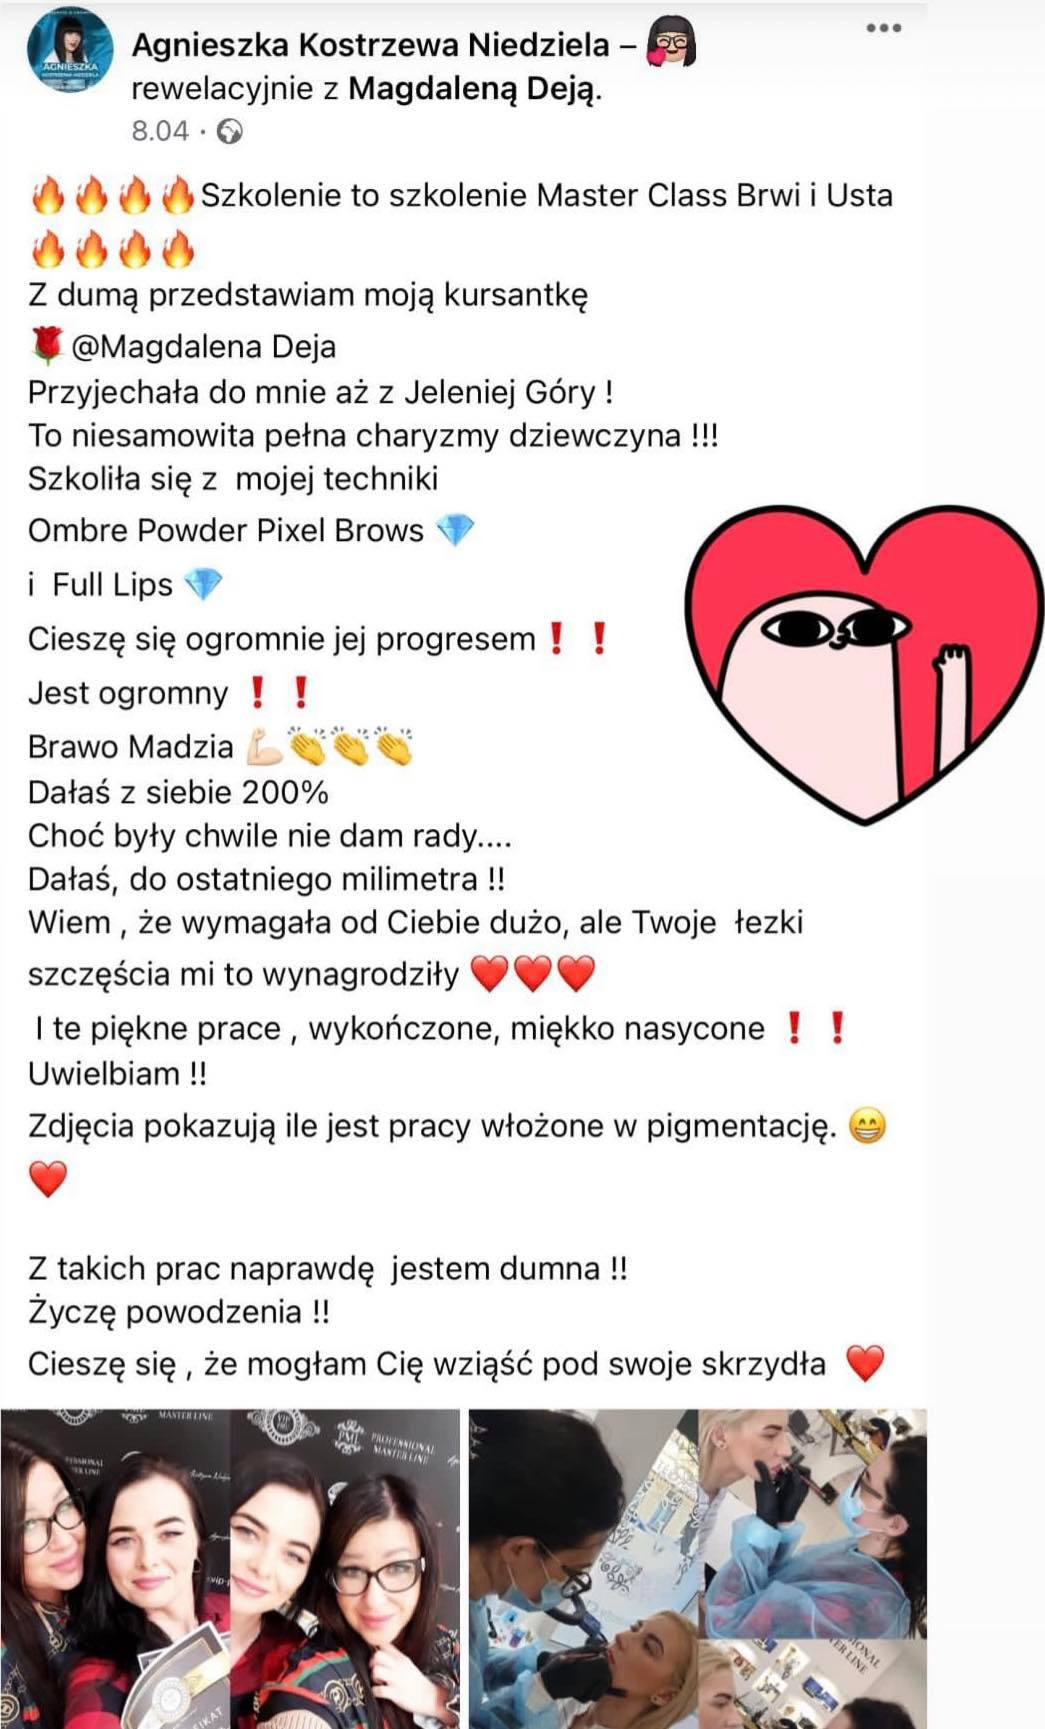 AGNIESZKA
Agnieszka Kostrzewa Niedziela –
rewelacyjnie z Magdaleną Deją.
8.04 ·
🔥🔥🔥🔥Szkolenie to szkolenie Master Class Brwi i Usta
🔥🔥🔥🔥
Z dumą przedstawiam moją kursantkę
🌹@Magdalena Deja
Przyjechała do mnie aż z Jeleniej Góry !
To niesamowita pełna charyzmy dziewczyna !!!
Szkoliła się z  mojej techniki
Ombre Powder Pixel Brows 💎
i  Full Lips 💎
Cieszę się ogromnie jej progresem❗❗
Jest ogromny ❗❗
Brawo Madzia 💪🏻👏👏👏
Dałaś z siebie 200%
Choć były chwile nie dam rady....
Dałaś, do ostatniego milimetra !!
Wiem , że wymagała od Ciebie dużo, ale Twoje  łezki
szczęścia mi to wynagrodziły ❤️❤️❤️
I te piękne prace , wykończone, miękko nasycone ❗❗
Uwielbiam !!
Zdjęcia pokazują ile jest pracy włożone w pigmentację. 😁
❤️
Z takich prac naprawdę  jestem dumna !!
Życzę powodzenia !!
Cieszę się , że mogłam Cię wziąść pod swoje skrzydła ❤️
MASTER LINE
PML PROFESSIONAL
MASTER LINE